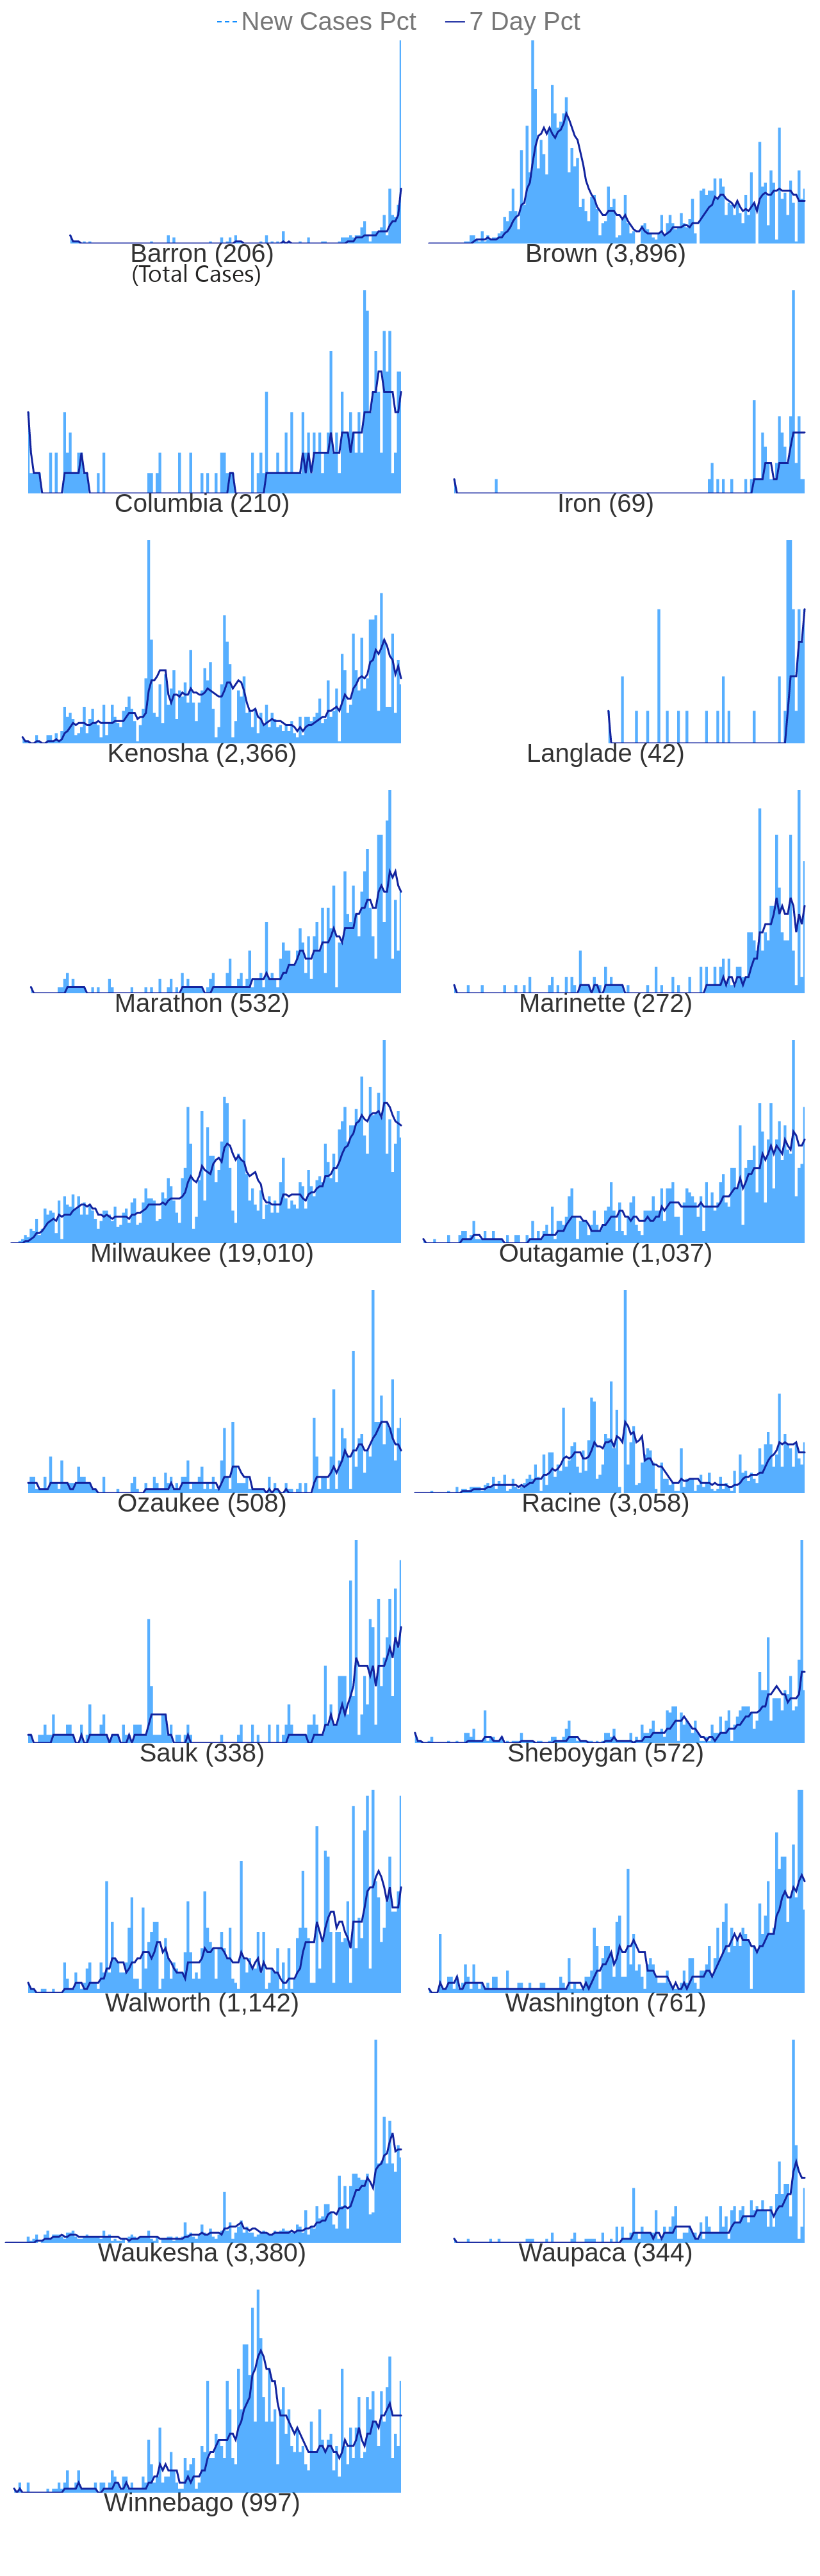 New Cases Pct 7 Day Pct
Barron (206) Brown (3,896)
(Total Cases)
Columbia (210) Iron (69)
Kenosha (2,366) Langlade (42)
Marathon (532) Marinette (272)
Milwaukee (19,010) Outagamie (1,037)
Ozaukee (508) Racine (3,058)
Sauk (338) Sheboygan (572)
Walworth (1,142) Washington (761)
Waukesha (3,380) Waupaca (344)
Winnebago (997)